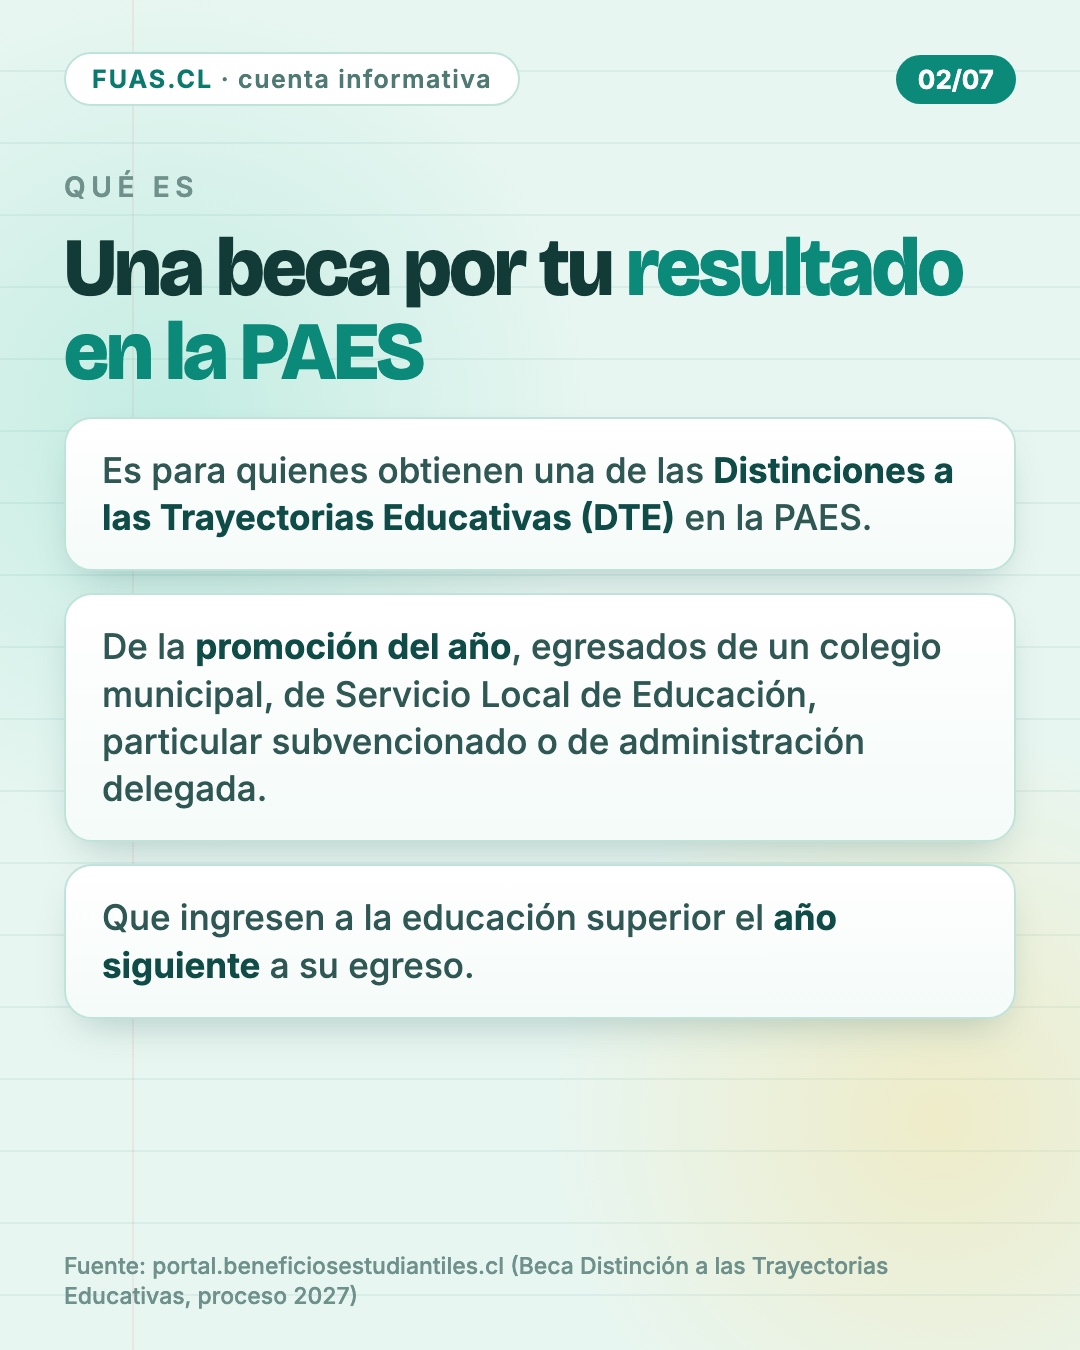 FUAS.CL · cuenta informativa
02/07
QUÉ ES
Una beca por tu resultado
en la PAES
Es para quienes obtienen una de las Distinciones a
las Trayectorias Educativas (DTE) en la PAES.
De la promoción del año, egresados de un colegio
municipal, de Servicio Local de Educación,
particular subvencionado o de administración
delegada.
Que ingresen a la educación superior el año
siguiente a su egreso.
Fuente: portal.beneficiosestudiantiles.cl (Beca Distinción a las Trayectorias
Educativas, proceso 2027)